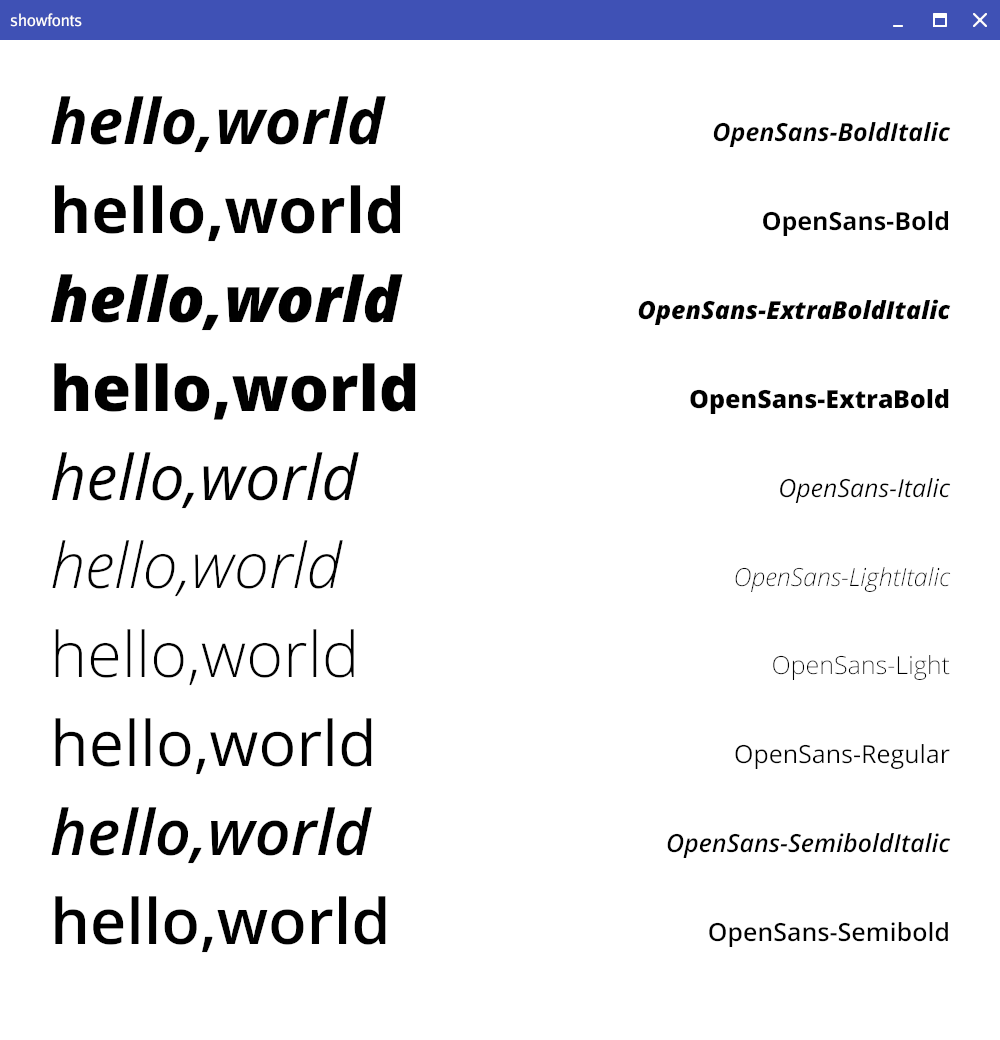 showfonts
hello,world OpenSans-BoldItalic
hello,world OpenSans-Bold
hello,world OpenSans-ExtraBoldItalic
hello,world OpenSans-ExtraBold
hello,world OpenSans-Italic
hello,world OpenSans-LightItalic
hello,world OpenSans-Light
hello,world OpenSans-Regular
hello,world OpenSans-SemiboldItalic
hello,world OpenSans-Semibold